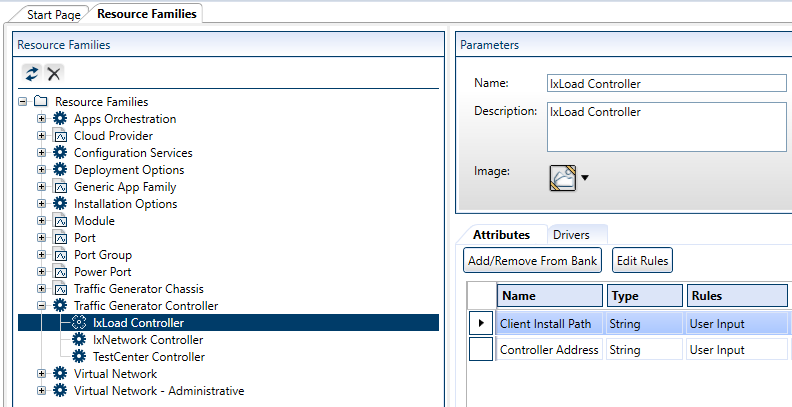 Start Page
Resource Families
Resource Families
Resource Families
Apps Orchestration
Cloud Provider
Configuration Services
Deployment Options
Generic App Family
Installation Options
Module
Port
Port Group
Power Port
Traffic Generator Chassis
Traffic Generator Controller
IxLoad Controller
IxNetwork Controller
TestCenter Controller
Virtual Network
Virtual Network - Administrative
Parameters
Name: IxLoad Controller
Description: IxLoad Controller
Image:
Attributes Drivers
Add/Remove From Bank Edit Rules
Name Type Rules
Client Install Path String User Input
Controller Address String User Input